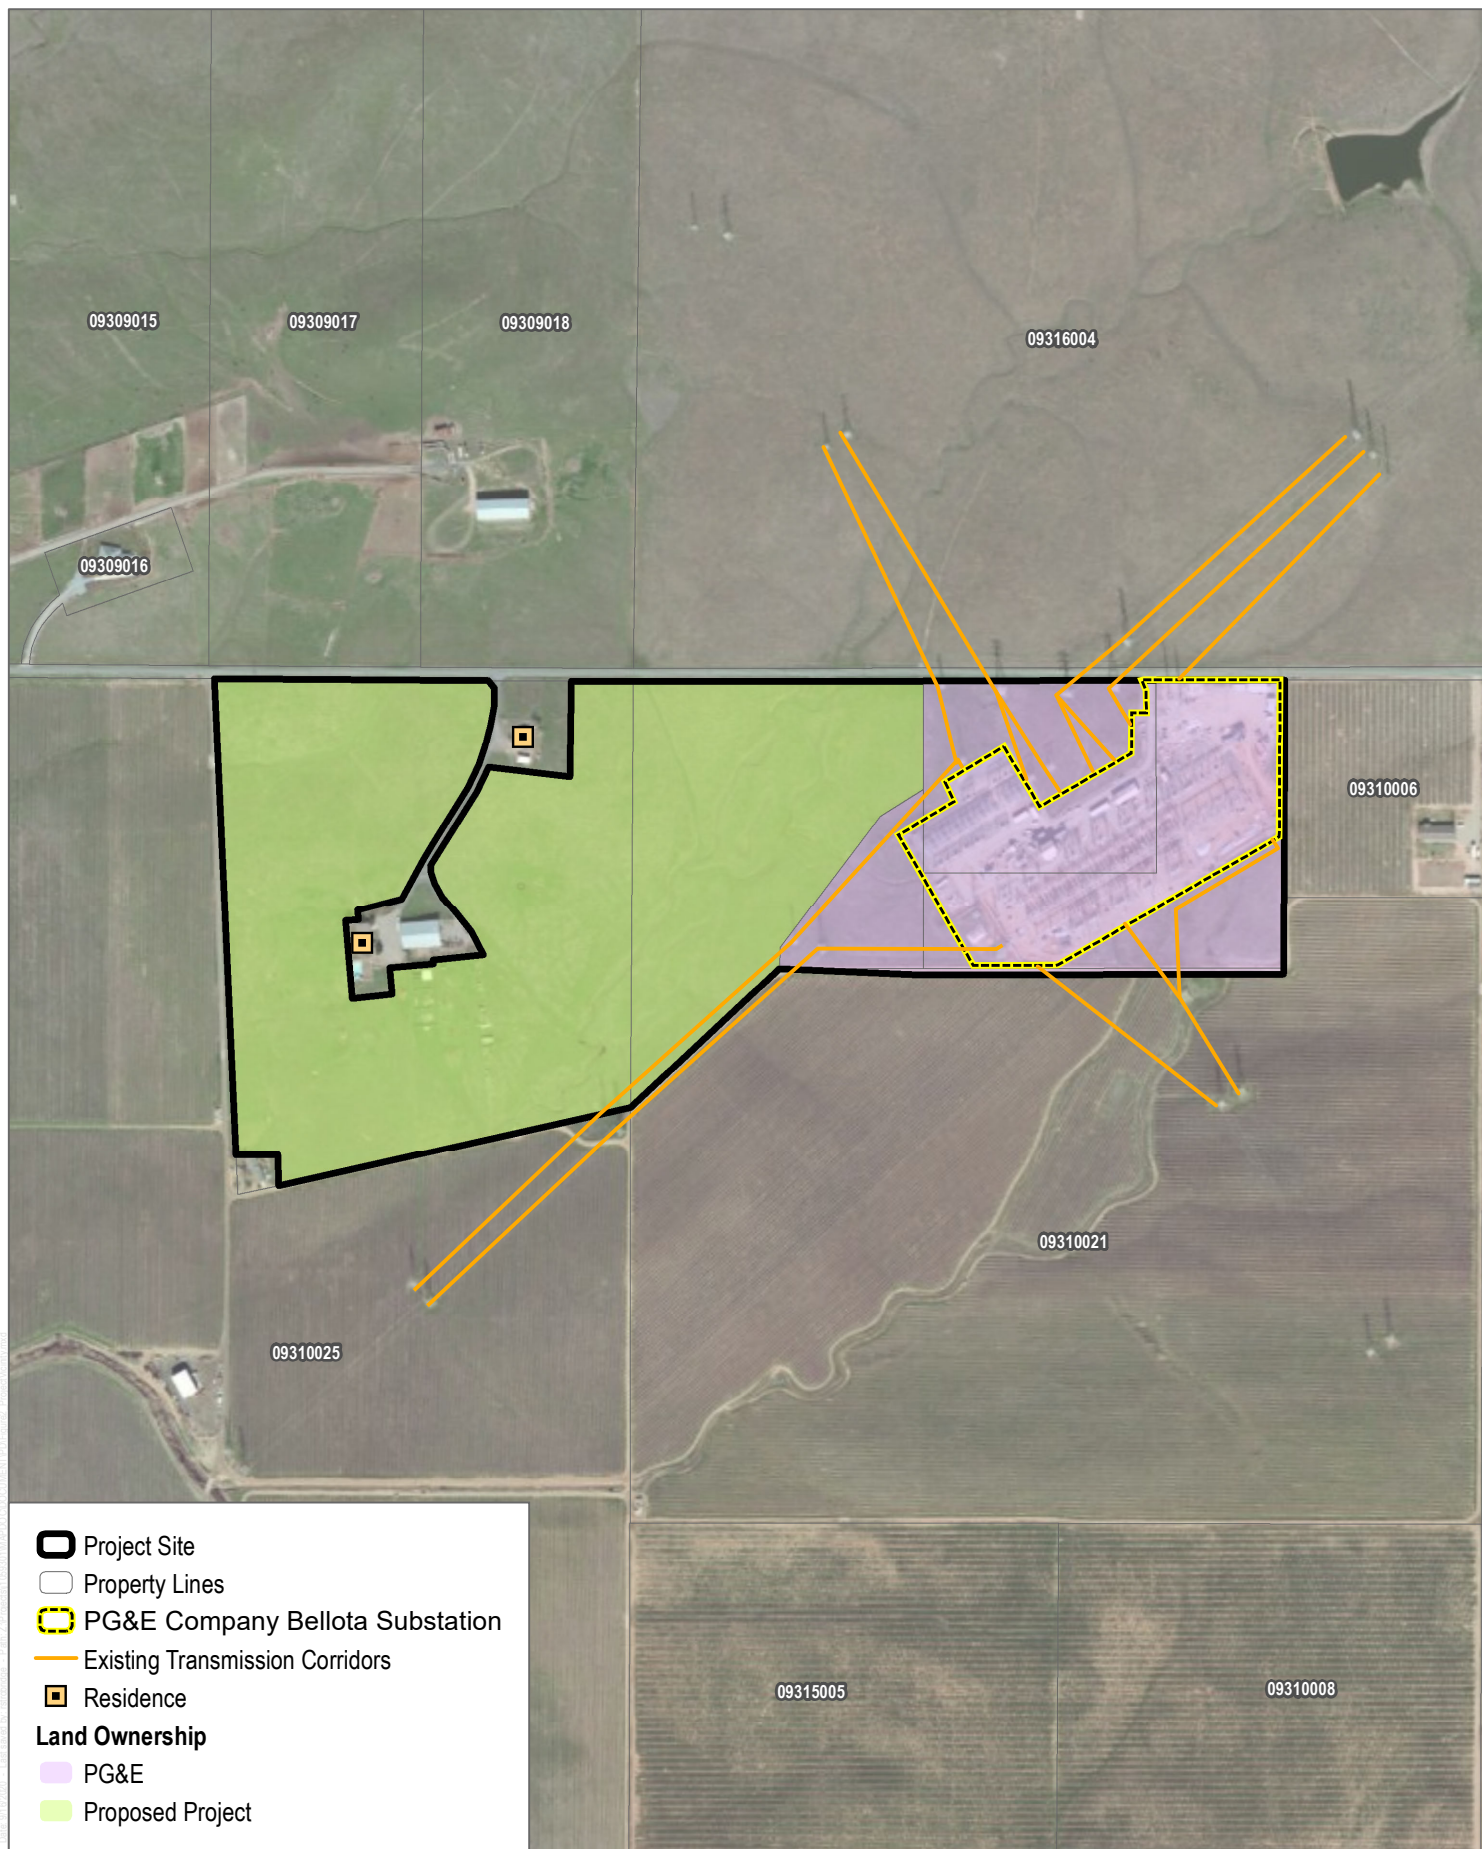 09309015
09309017
09309018
09316004
09309016
09310006
09310021
09310025
09315005
09310008
Project Site
Property Lines
PG&E Company Bellota Substation
Existing Transmission Corridors
Residence
Land Ownership
PG&E
Proposed Project